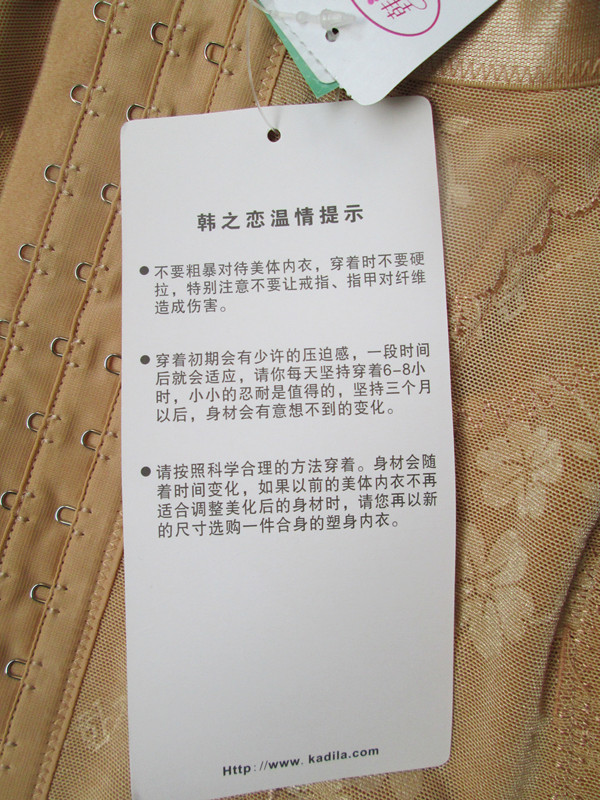 韩
韩之恋温情提示
● 不要粗暴对待美体内衣，穿着时不要硬
拉，特别注意不要让戒指、指甲对纤维
造成伤害。
● 穿着初期会有少许的压迫感，一段时间
后就会适应，请你每天坚持穿着6-8小
时，小小的忍耐是值得的，坚持三个月
以后，身材会有意想不到的变化。
● 请按照科学合理的方法穿着。身材会随
着时间变化，如果以前的美体内衣不再
适合调整美化后的身材时，请您再以新
的尺寸选购一件合身的塑身内衣。
Http://www.kadila.com